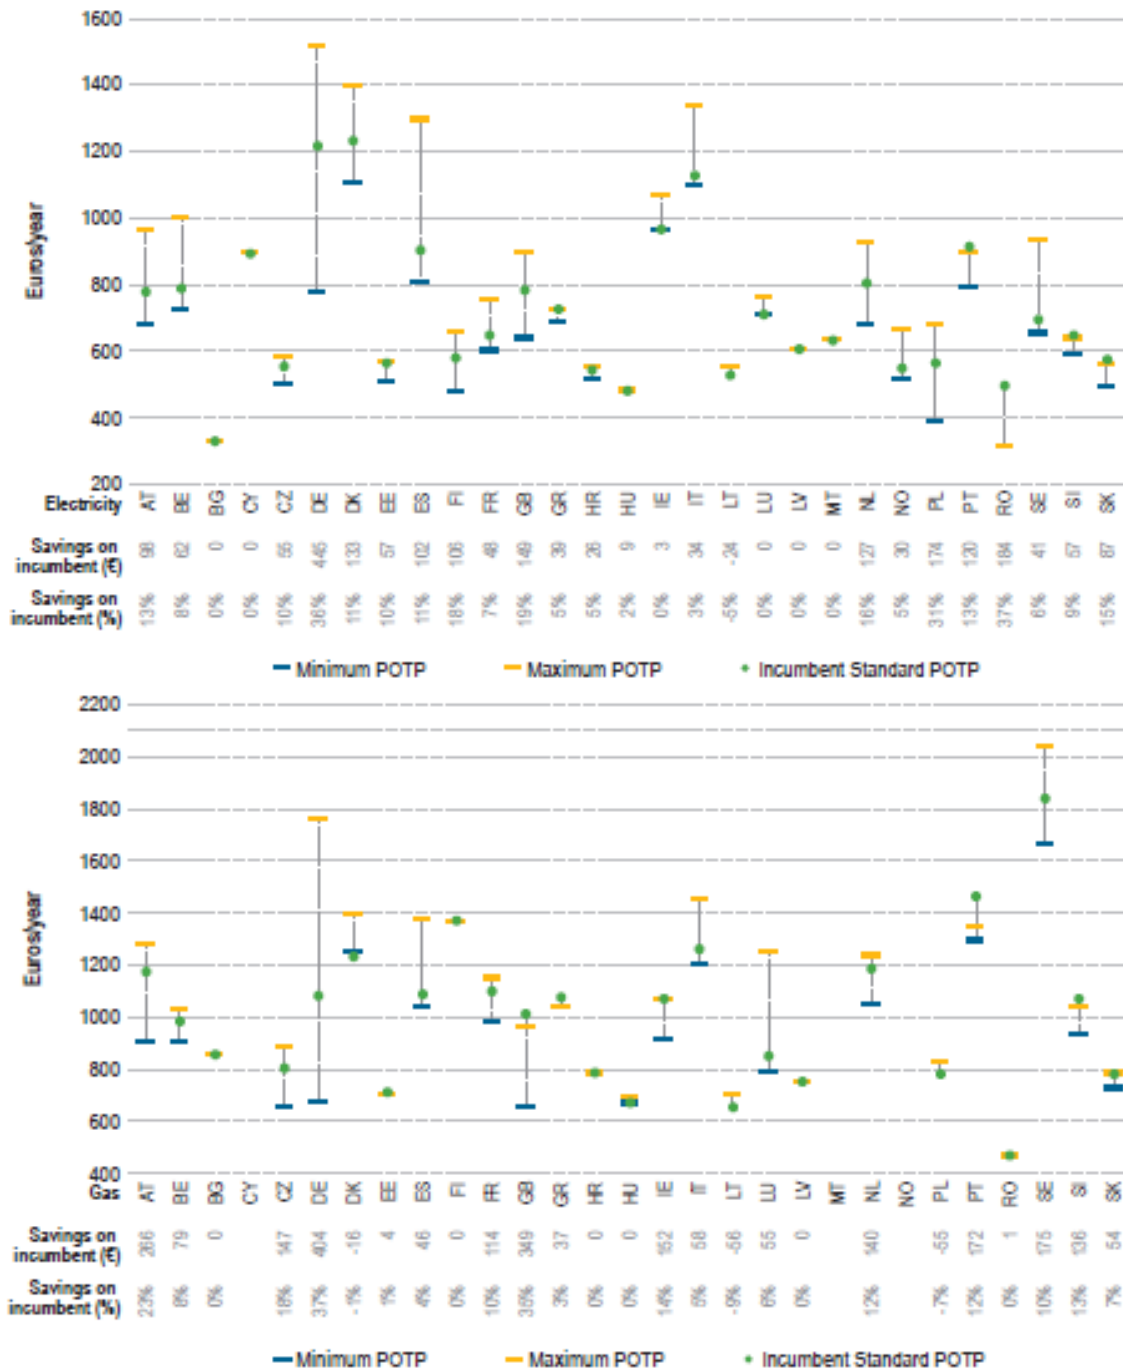 1600
1400
1200
1000
800
600
400
200
Euros/year
Electricity AT BE BG CY CZ DE DK EE ES FI FR GB GR HR HU IE IT LT LU LV MT NL NO PL PT RO SE SI SK
Savings on
incumbent (€) 98 62 0 0 55 445 133 57 102 106 48 149 39 26 9 3 34 -24 0 0 0 127 30 174 120 184 41 57 87
Savings on
incumbent (%) 13% 8% 0% 0% 10% 36% 11% 10% 11% 18% 7% 19% 5% 5% 2% 0% 3% -5% 0% 0% 0% 16% 5% 31% 13% 37% 6% 9% 15%
Minimum POTP Maximum POTP Incumbent Standard POTP
2200
2000
1800
1600
1400
1200
1000
800
600
400
Euros/year
Gas AT BE BG CY CZ DE DK EE ES FI FR GB GR HR HU IE IT LT LU LV MT NL NO PL PT RO SE SI SK
Savings on
incumbent (€) 266 79 0 147 404 -16 4 46 0 114 349 37 0 0 152 58 -56 55 0 140 -55 172 1 175 136 54
Savings on
incumbent (%) 23% 8% 0% 18% 37% -1% 1% 4% 0% 10% 35% 3% 0% 0% 14% 5% -9% 6% 0% 12% -7% 12% 0% 10% 13% 7%
Minimum POTP Maximum POTP Incumbent Standard POTP